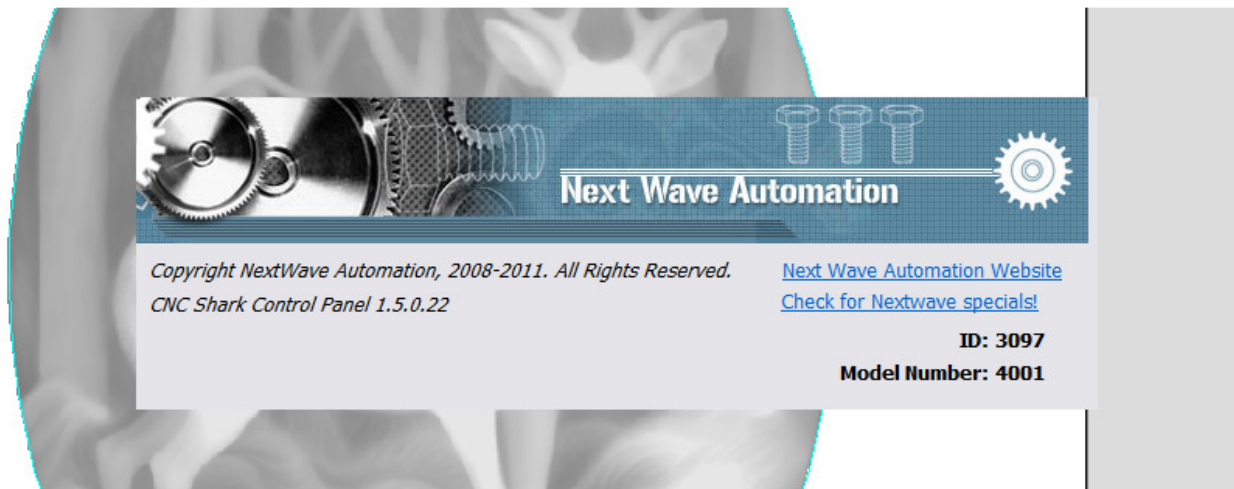 Next Wave Automation
Copyright NextWave Automation, 2008-2011. All Rights Reserved.
Next Wave Automation Website
CNC Shark Control Panel 1.5.0.22
Check for Nextwave specials!
ID: 3097
Model Number: 4001